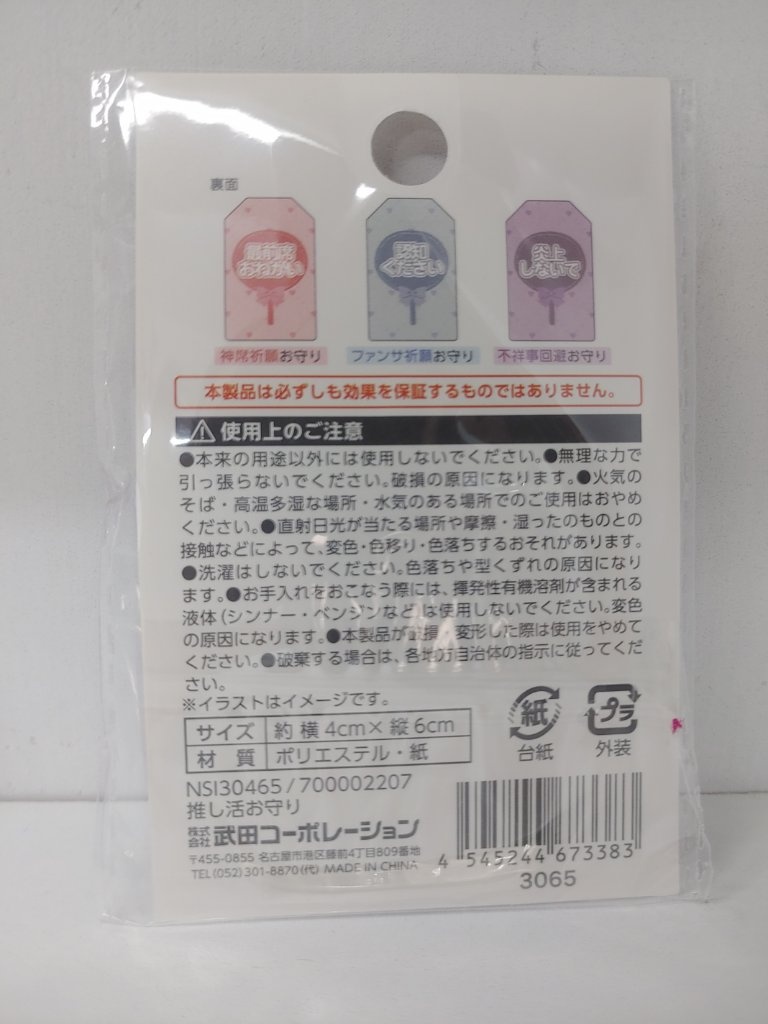 裏面
最前席
おねがい
認知
ください
炎上
しないで
神席祈願お守り
ファンサ祈願お守り
不祥事回避お守り
本製品は必ずしも効果を保証するものではありません。
使用上のご注意
●本来の用途以外には使用しないでください。●無理な力で
引っ張らないでください。破損の原因になります。●火気の
そば・高温多湿な場所・水気のある場所でのご使用はおやめ
ください。●直射日光が当たる場所や摩擦・湿ったのものとの
接触などによって、変色・色移り・色落ちするおそれがあります。
●洗濯はしないでください。色落ちや型くずれの原因になり
ます。●お手入れをおこなう際には、揮発性有機溶剤が含まれる
液体(シンナー・ベンジンなど)は使用しないでください。変色
の原因になります。●本製品が破損・変形した際は使用をやめて
ください。●破棄する場合は、各地方自治体の指示に従ってくだ
さい。
※イラストはイメージです。
サイズ 約 横 4cm×縦 6cm
材 質 ポリエステル・紙
紙
台紙
プラ
外装
NSI30465/700002207
推し活お守り
株式会社 武田コーポレーション
〒455-0855 名古屋市港区藤前4丁目809番地
TEL(052)301-8870(代) MADE IN CHINA
4 545244 673383
3065